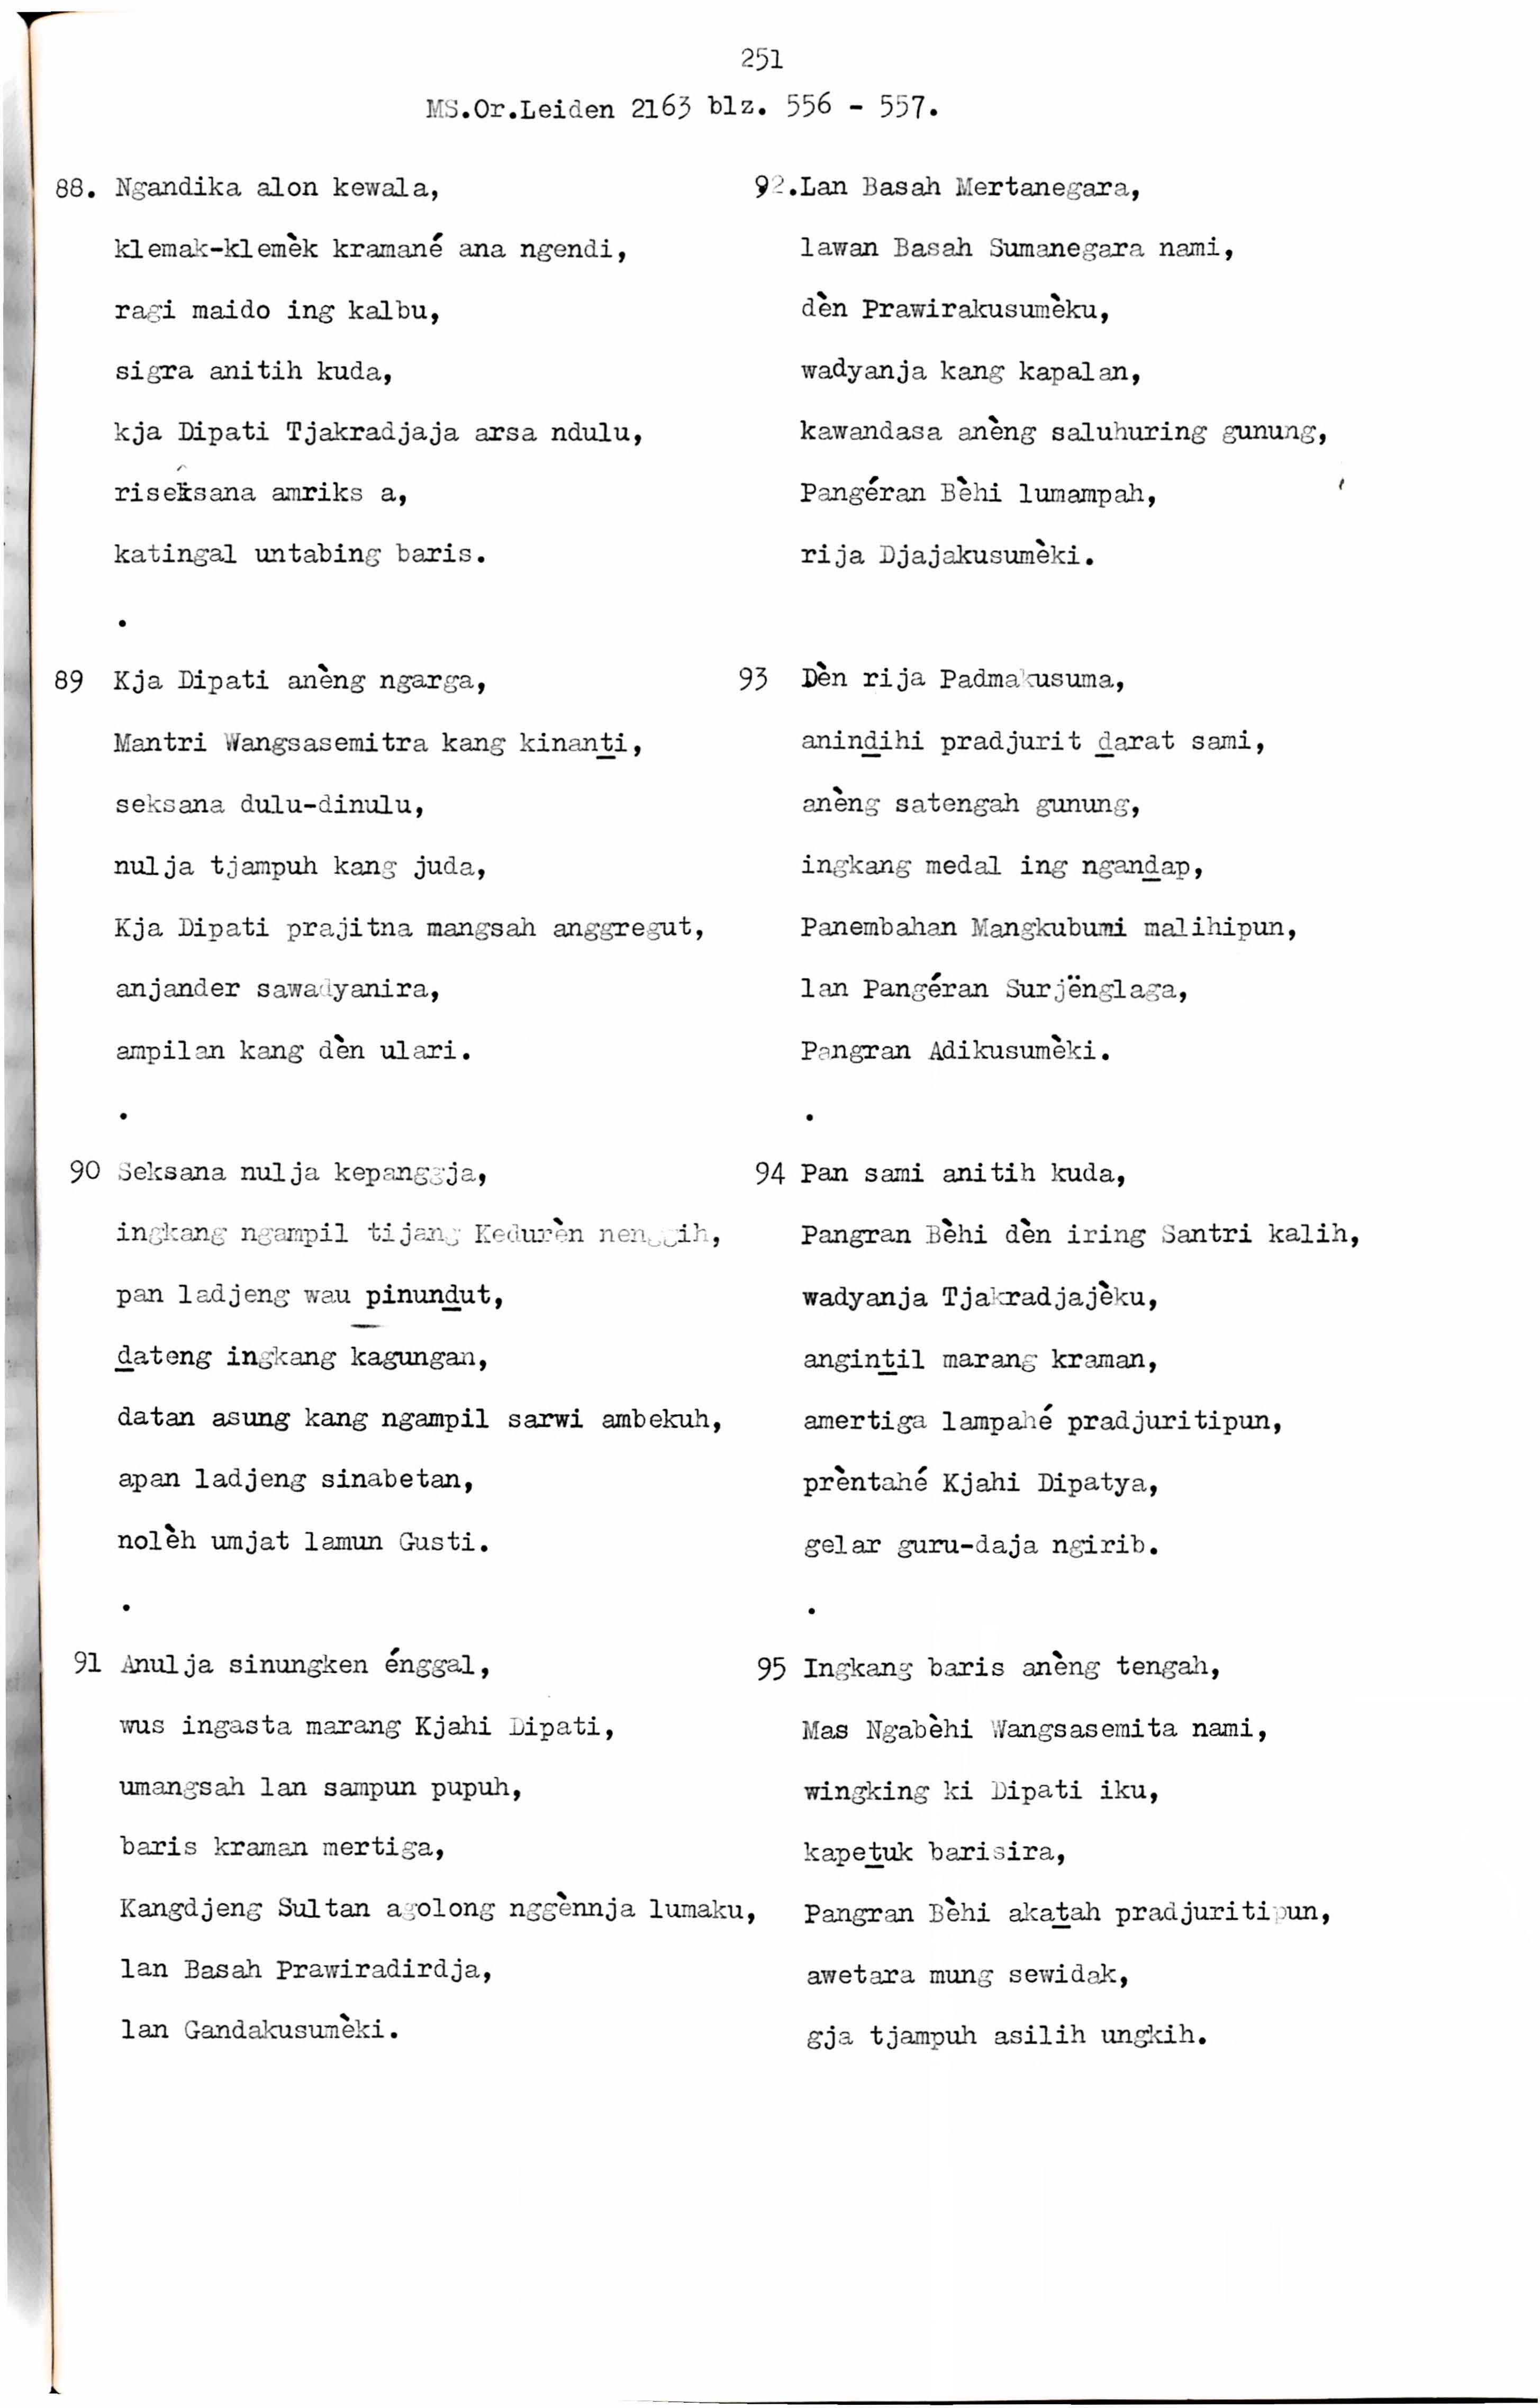 251
MS.Or.Leiden 2163 blz. 556 - 557.
88. Ngandika alon kewala,
klemak-klemèk kramané ana ngendi,
ragi maido ing kalbu,
sigra anitih kuda,
kja Dipati Tjakradjaja arsa ndulu,
riseksana amriks a,
katingal untabing baris.
89 Kja Dipati anèng ngarga,
Mantri Wangsasemitra kang kinanṯi,
seksana dulu-dinulu,
nulja tjampuh kang juda,
Kja Dipati prajitna mangsah anggregut,
anjander sawadyanira,
ampilan kang dèn ulari.
90 Seksana nulja kepanggja,
ingkang ngampil tijang Kedurèn nenggih,
pan ladjeng wau pinunḏut,
ḏateng ingkang kagungan,
datan asung kang ngampil sarwi ambekuh,
apan ladjeng sinabetan,
nolèh umjat lamun Gusti.
91 Anulja sinungken énggal,
wus ingasta marang Kjahi Dipati,
umangsah lan sampun pupuh,
baris kraman mertiga,
Kangdjeng Sultan agolong nggènnja lumaku,
lan Basah Prawiradirdja,
lan Gandakusumèki.
92.Lan Basah Mertanegara,
lawan Basah Sumanegara nami,
dèn Prawirakusumèku,
wadyanja kang kapalan,
kawandasa anèng saluhuring gunung,
Pangéran Bèhi lumampah,
rija Djajakusumèki.
93 Dèn rija Padmakusuma,
aninḏihi pradjurit ḏarat sami,
anèng satengah gunung,
ingkang medal ing nganḏap,
Panembahan Mangkubumi malihipun,
lan Pangéran Surjënglaga,
Pangran Adikusumèki.
94 Pan sami anitih kuda,
Pangran Bèhi dèn iring Santri kalih,
wadyanja Tjakradjajèku,
anginṯil marang kraman,
amertiga lampahé pradjuritipun,
prèntahé Kjahi Dipatya,
gelar guru-daja ngirib.
95 Ingkang baris anèng tengah,
Mas Ngabèhi Wangsasemita nami,
wingking ki Dipati iku,
kapeṯuk barisira,
Pangran Bèhi akaṯah pradjuritipun,
awetara mung sewidak,
gja tjampuh asilih ungkih.